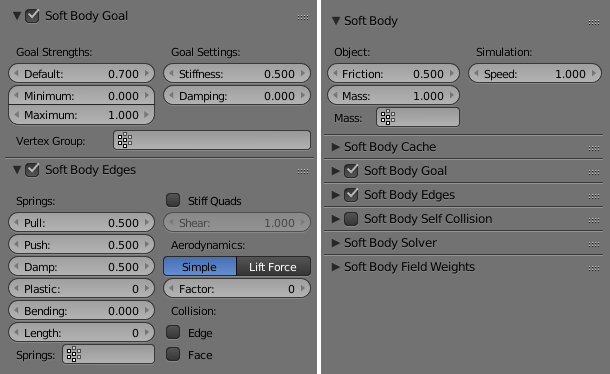 Soft Body Goal
Goal Strengths: Goal Settings:
Default: 0.700 Stiffness: 0.500
Minimum: 0.000 Damping: 0.000
Maximum: 1.000
Vertex Group:
Soft Body Edges
Springs: Stiff Quads
Pull: 0.500 Shear: 1.000
Push: 0.500 Aerodynamics:
Damp: 0.500 Simple Lift Force
Plastic: 0 Factor: 0
Bending: 0.000 Collision:
Length: 0 Edge
Springs: Face
Soft Body
Object: Simulation:
Friction: 0.500 Speed: 1.000
Mass: 1.000
Mass:
Soft Body Cache
Soft Body Goal
Soft Body Edges
Soft Body Self Collision
Soft Body Solver
Soft Body Field Weights